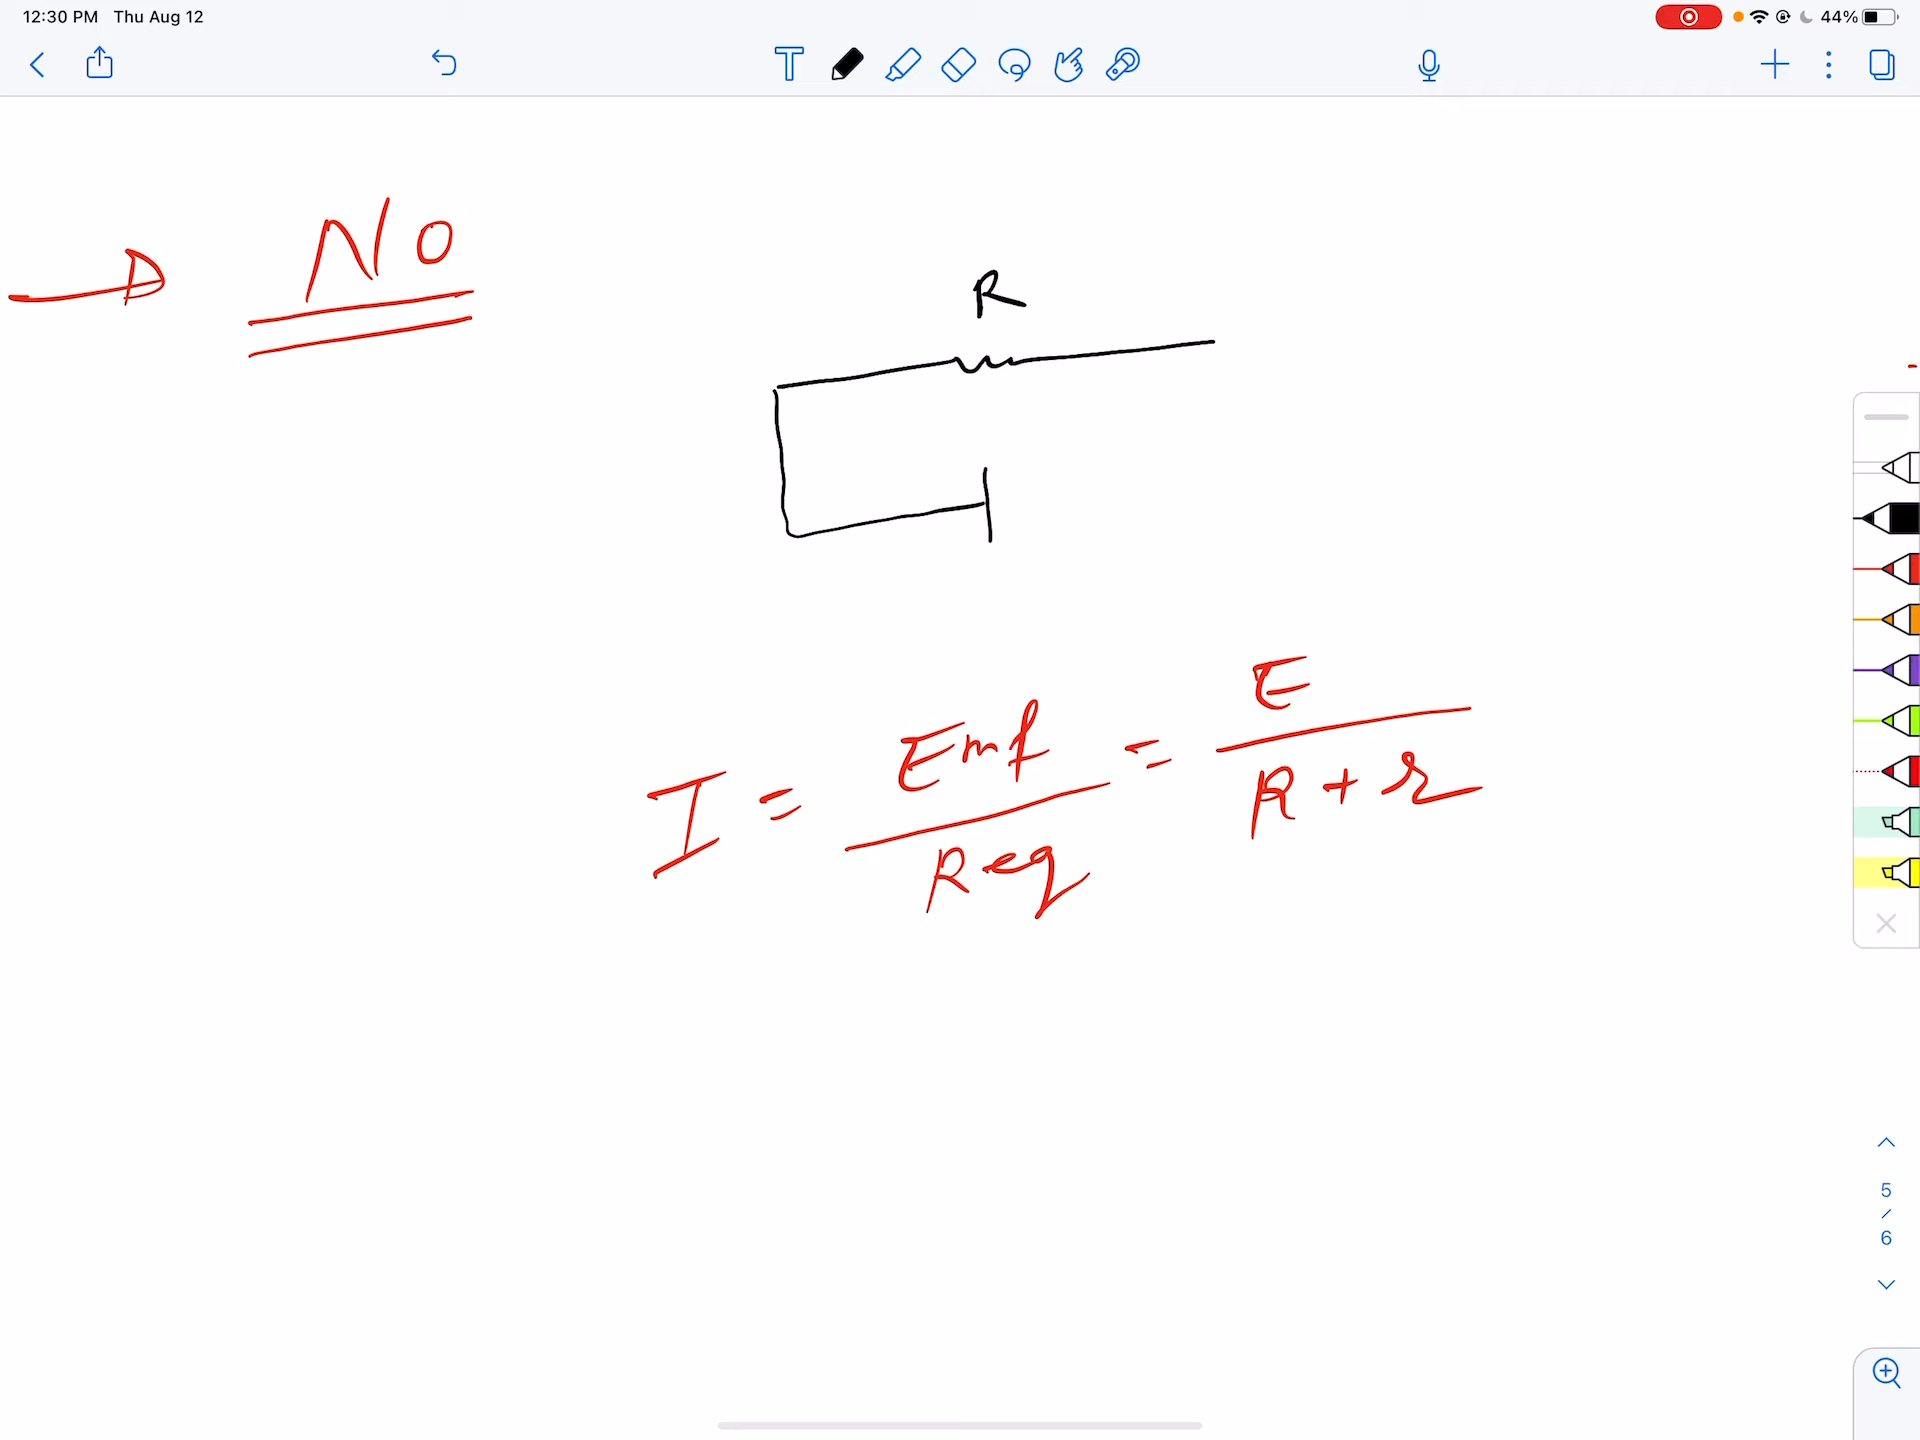 12:30 PM Thu Aug 12
44%
NO
R
I = Emf / Req = E / R + r
5
/
6